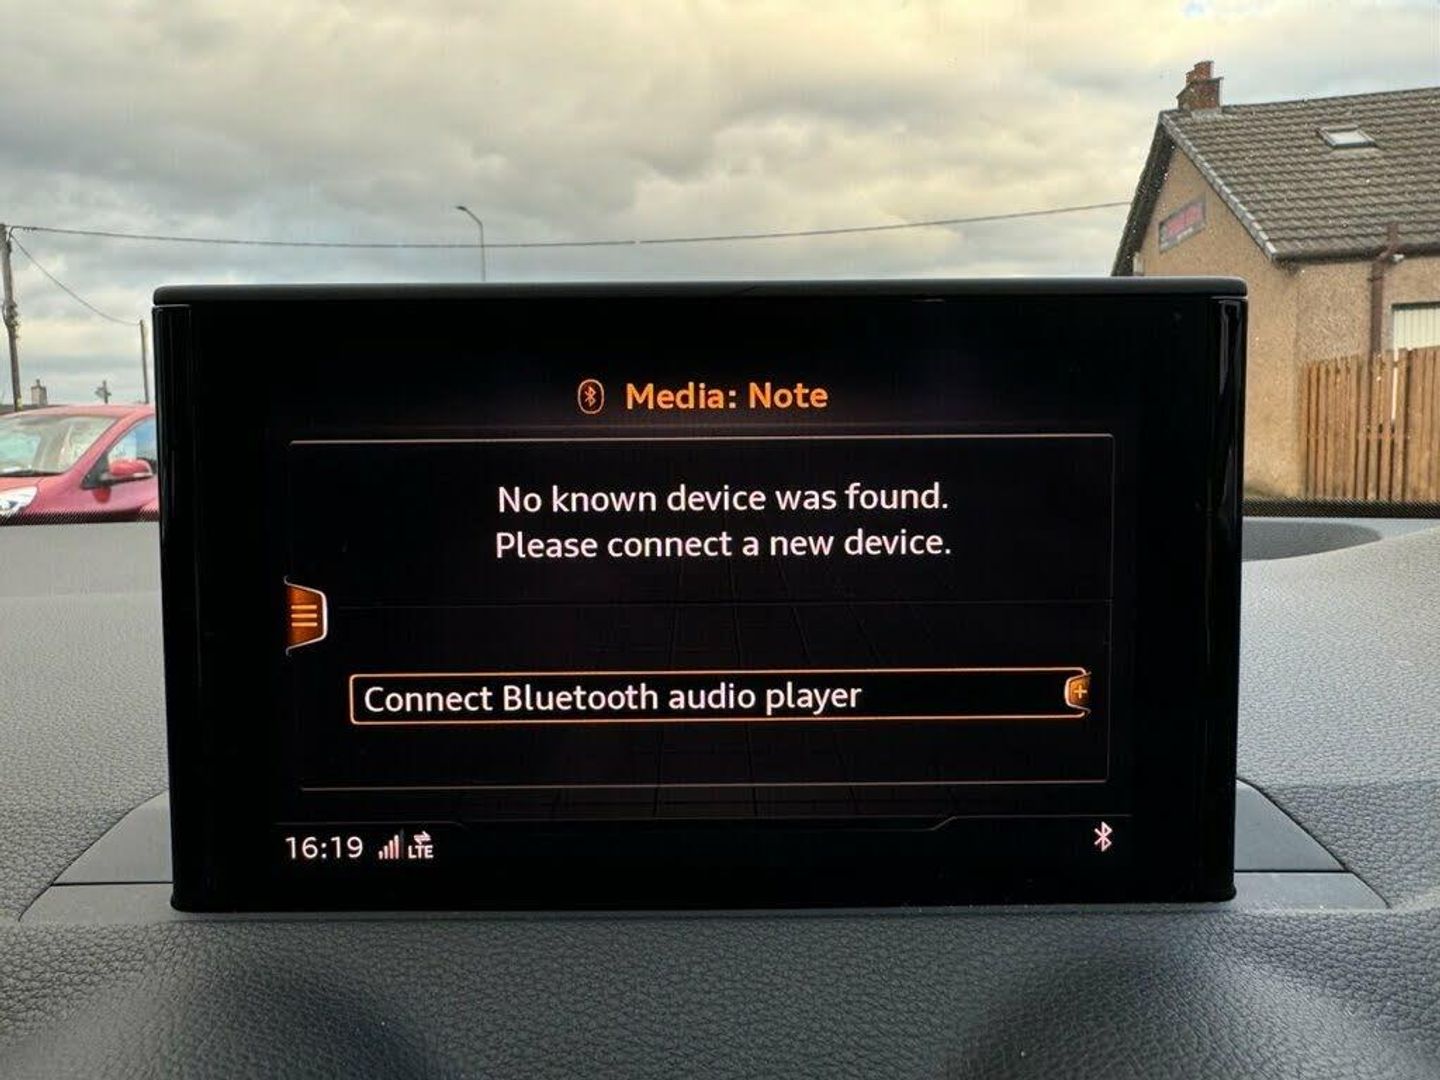 Media: Note
No known device was found.
Please connect a new device.
Connect Bluetooth audio player
16:19 LTE